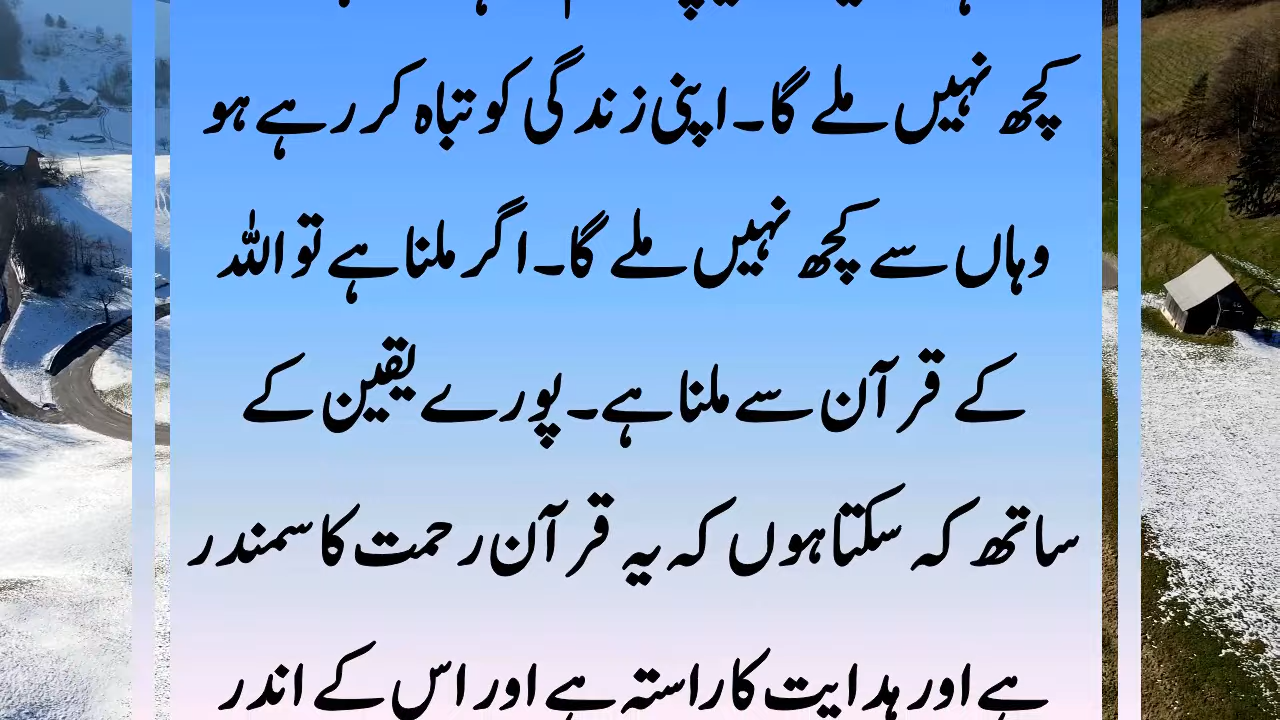 کچھ نہیں ملے گا۔ اپنی زندگی کو تباہ کر رہے ہو
وہاں سے کچھ نہیں ملے گا۔ اگر ملنا ہے تو اللہ
کے قرآن سے ملنا ہے۔ پورے یقین کے
ساتھ کہ سکتا ہوں کہ یہ قرآن رحمت کا سمندر
ہے اور ہدایت کا راستہ ہے اور اس کے اندر